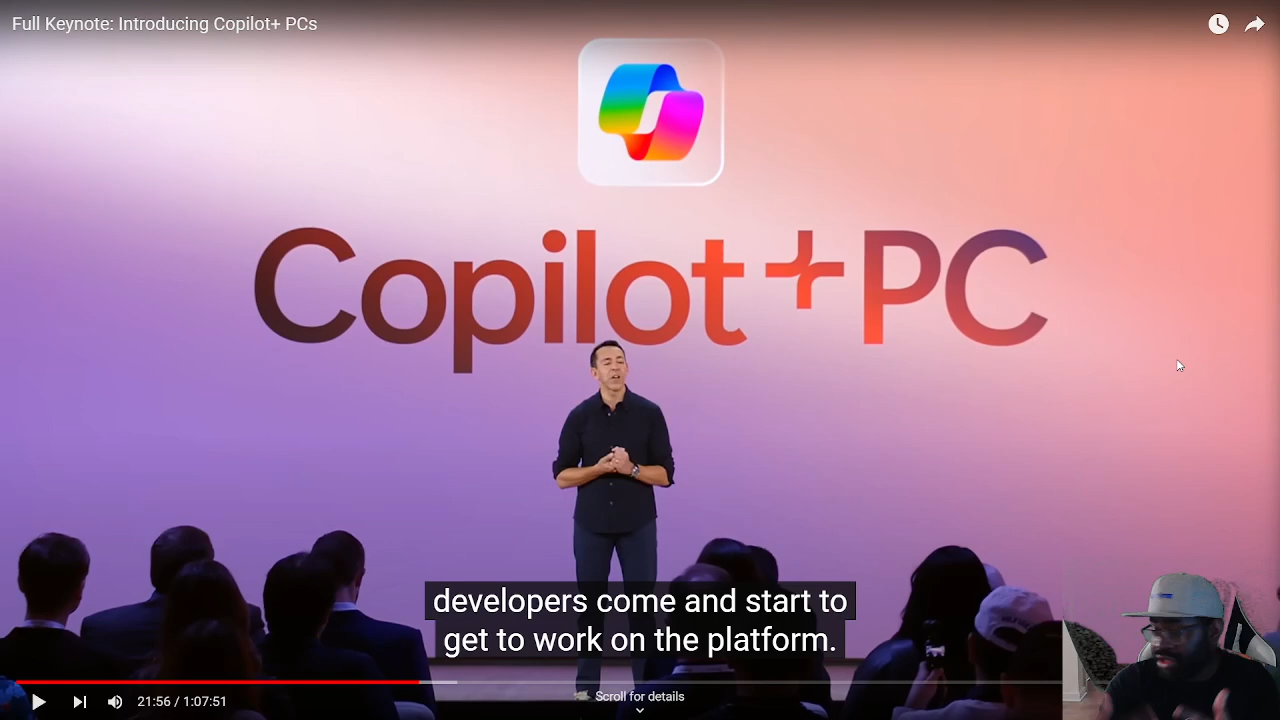 Full Keynote: Introducing Copilot+ PCs
Copilot+PC
developers come and start to
get to work on the platform.
21:56 / 1:07:51
Scroll for details